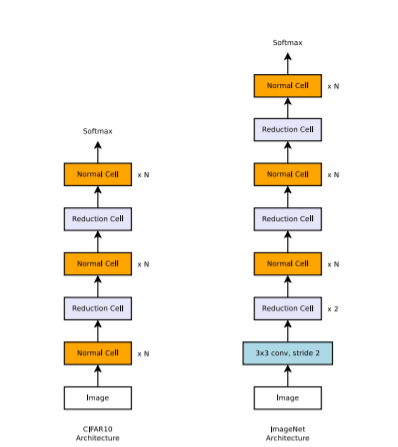 Softmax
Normal Cell x N
Reduction Cell
Normal Cell x N
Reduction Cell
Normal Cell x N
Image
CIFAR10
Architecture
Softmax
Normal Cell x N
Reduction Cell
Normal Cell x N
Reduction Cell
Normal Cell x N
Reduction Cell x 2
3x3 conv, stride 2
Image
ImageNet
Architecture